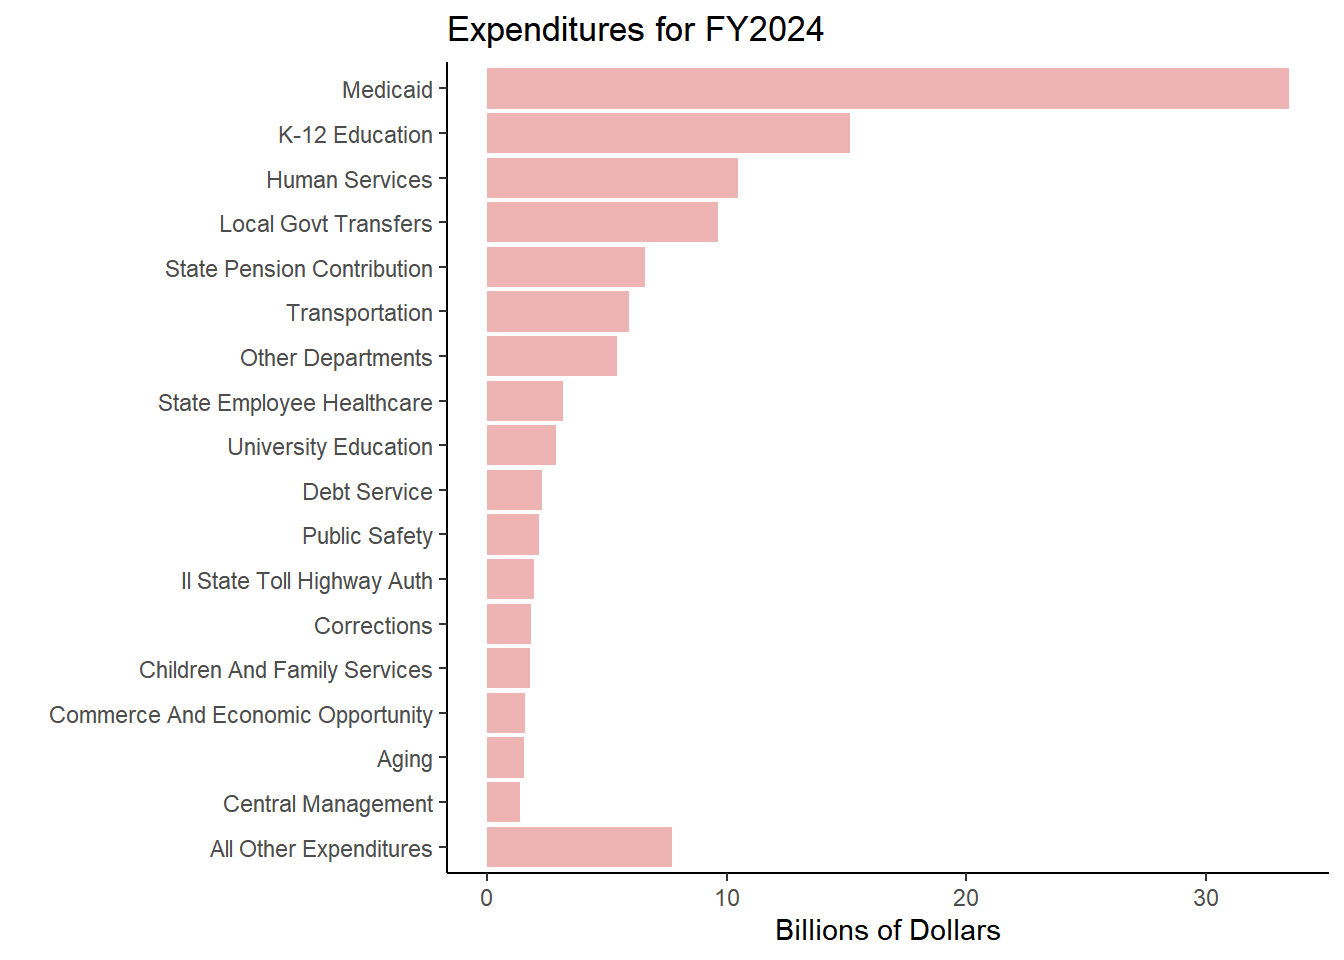 Expenditures for FY2024
Medicaid
K-12 Education
Human Services
Local Govt Transfers
State Pension Contribution
Transportation
Other Departments
State Employee Healthcare
University Education
Debt Service
Public Safety
Il State Toll Highway Auth
Corrections
Children And Family Services
Commerce And Economic Opportunity
Aging
Central Management
All Other Expenditures
0 10 20 30
Billions of Dollars